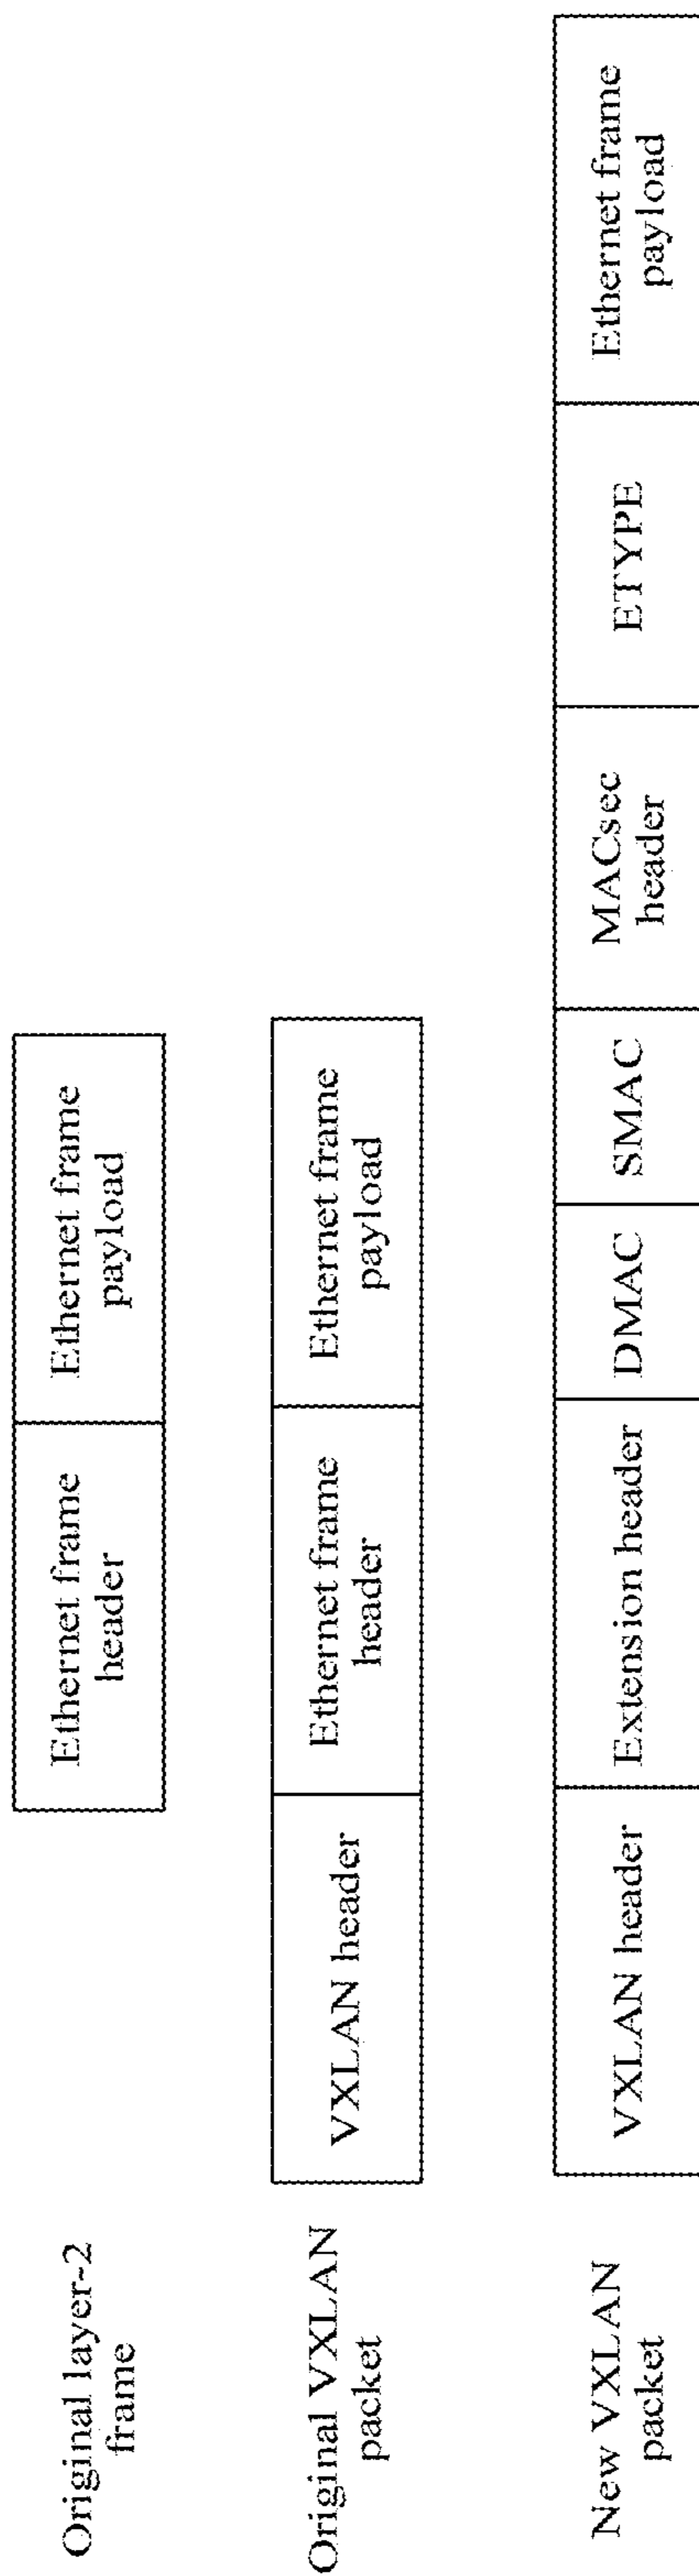 Original layer-2
frame
Ethernet frame
header
Ethernet frame
payload
Original VXLAN
packet
VXLAN header
Ethernet frame
header
Ethernet frame
payload
New VXLAN
packet
VXLAN header
Extension header
DMAC
SMAC
MACsec
header
ETYPE
Ethernet frame
payload